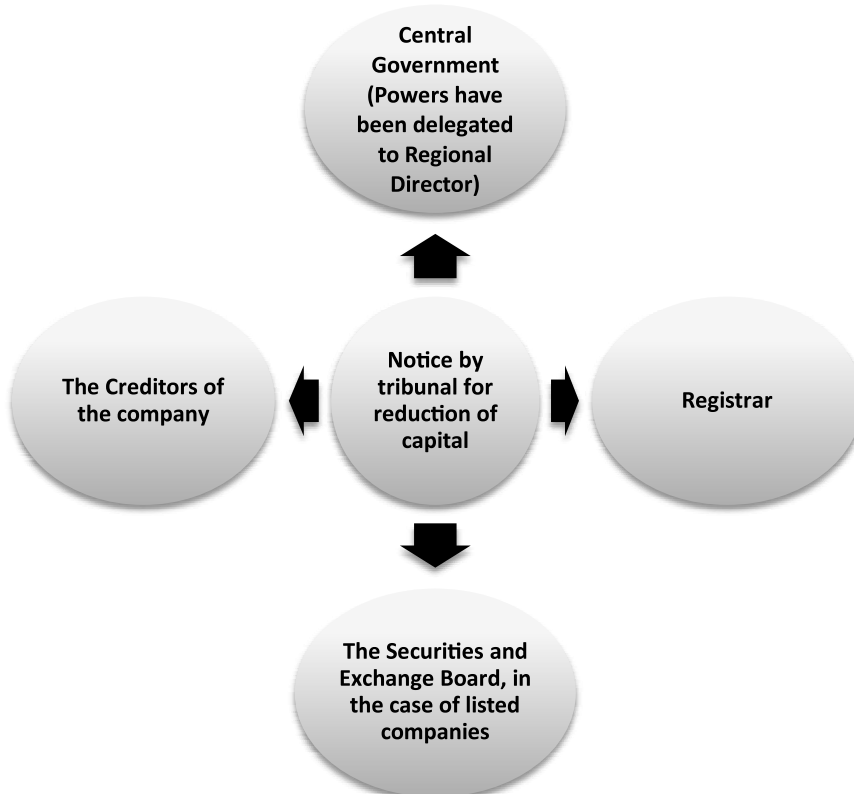 Central
Government
(Powers have
been delegated
to Regional
Director)
The Creditors of
the company
Notice by
tribunal for
reduction of
capital
Registrar
The Securities and
Exchange Board, in
the case of listed
companies